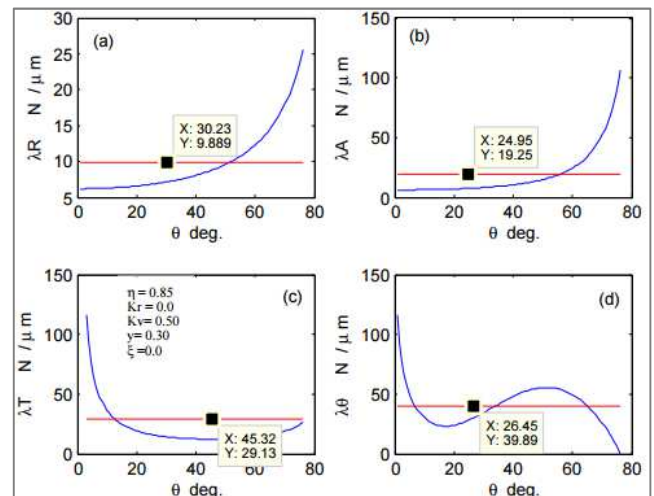 (a)
30
25
20
15
10
5
λR N / μ m
X: 30.23
Y: 9.889
0 20 40 60 80
θ deg.
(b)
150
100
50
0
λA N / μ m
X: 24.95
Y: 19.25
0 20 40 60 80
θ deg.
(c)
150
100
50
0
λT N / μ m
η = 0.85
Kr = 0.0
Kv = 0.50
y = 0.30
ξ = 0.0
X: 45.32
Y: 29.13
0 20 40 60 80
θ deg.
(d)
150
100
50
0
λθ N / μ m
X: 26.45
Y: 39.89
0 20 40 60 80
θ deg.